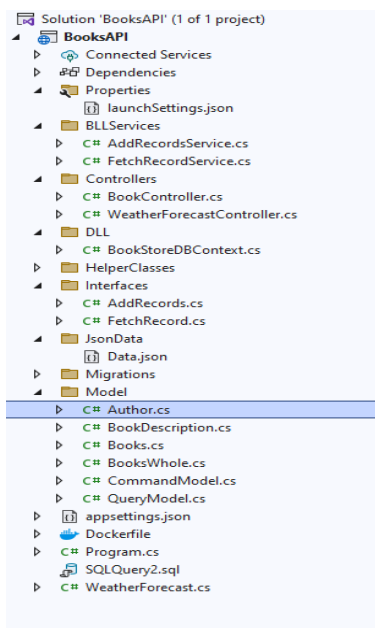 Solution 'BooksAPI' (1 of 1 project)
BooksAPI
Connected Services
Dependencies
Properties
launchSettings.json
BLLServices
C# AddRecordsService.cs
C# FetchRecordService.cs
Controllers
C# BookController.cs
C# WeatherForecastController.cs
DLL
C# BookStoreDBContext.cs
HelperClasses
Interfaces
C# AddRecords.cs
C# FetchRecord.cs
JsonData
Data.json
Migrations
Model
C# Author.cs
C# BookDescription.cs
C# Books.cs
C# BooksWhole.cs
C# CommandModel.cs
C# QueryModel.cs
appsettings.json
Dockerfile
C# Program.cs
SQLQuery2.sql
C# WeatherForecast.cs